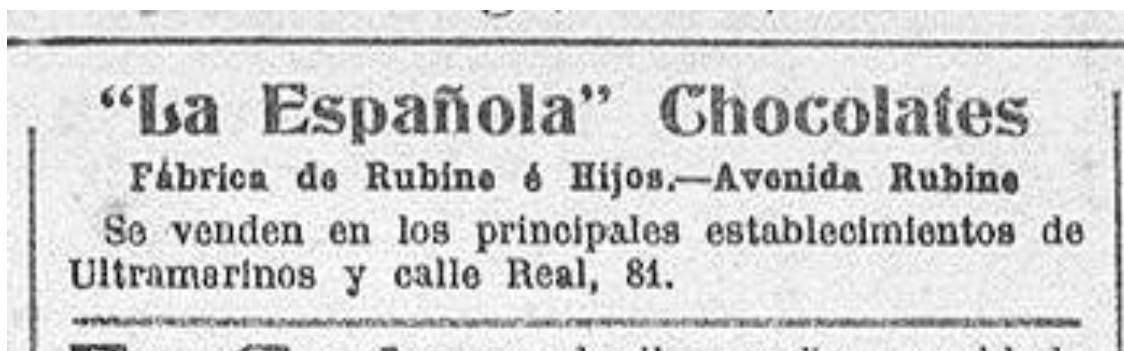 “La Española” Chocolates
Fábrica de Rubine é Hijos.—Avenida Rubine
Se venden en los principales establecimientos de
Ultramarinos y calle Real, 81.